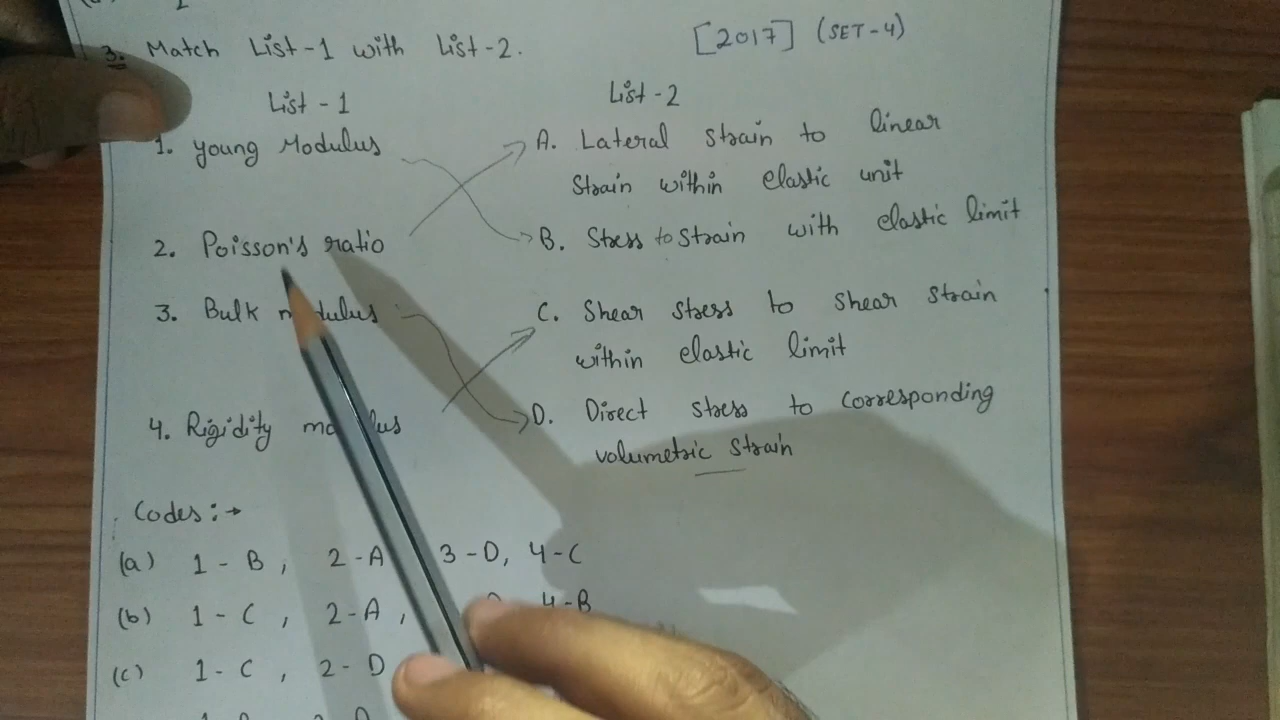 3. Match List-1 with List-2. [2017] (SET-4)
List - 1 List - 2
1. Young Modulus A. Lateral strain to linear
strain within elastic unit
2. Poisson's ratio B. Stress to strain with elastic limit
3. Bulk C. Shear stress to shear strain
within elastic limit
4. Rigidity D. Direct stress to corresponding
volumetric strain
Codes :→
(a) 1 - B, 2 - A 3 - D, 4 - C
(b) 1 - C, 2 - A, 4 - B
(c) 1 - C, 2 - D